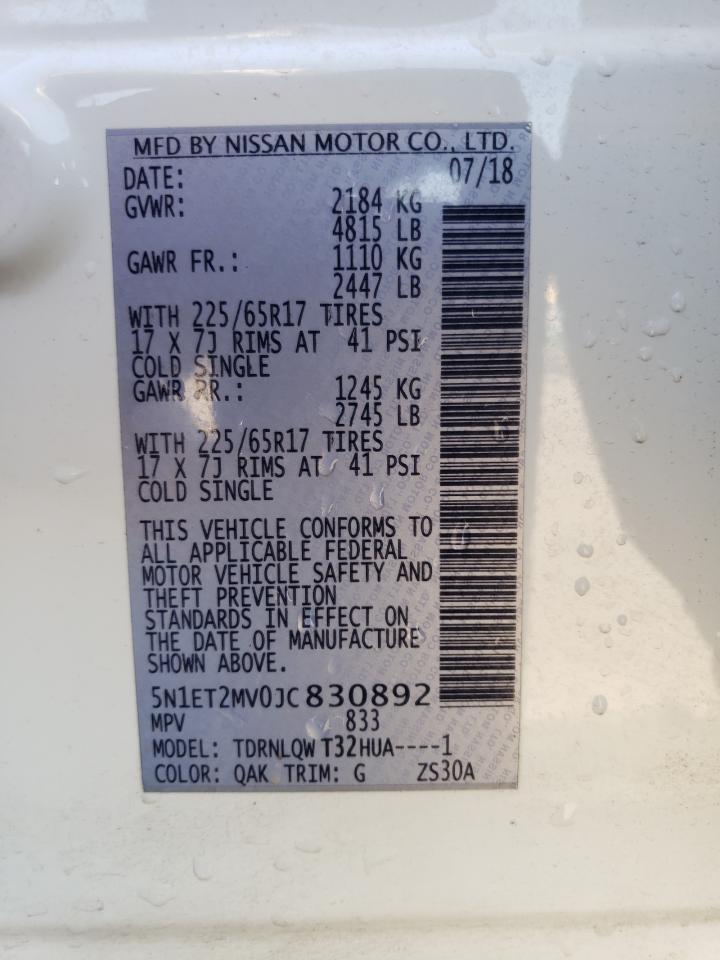 MFD BY NISSAN MOTOR CO., LTD.
DATE: 07/18
GVWR: 2184 KG
4815 LB
GAWR FR.: 1110 KG
2447 LB
WITH 225/65R17 TIRES
17 X 7J RIMS AT 41 PSI
COLD SINGLE
GAWR RR.: 1245 KG
2745 LB
WITH 225/65R17 TIRES
17 X 7J RIMS AT 41 PSI
COLD SINGLE
THIS VEHICLE CONFORMS TO
ALL APPLICABLE FEDERAL
MOTOR VEHICLE SAFETY AND
THEFT PREVENTION
STANDARDS IN EFFECT ON
THE DATE OF MANUFACTURE
SHOWN ABOVE.
5N1ET2MV0JC830892
MPV 833
MODEL: TDRNLQW T32HUA----1
COLOR: QAK TRIM: G ZS30A